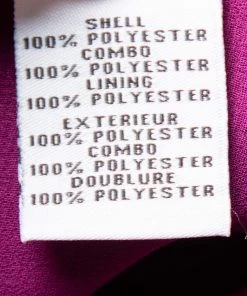 SHELL
100% POLYESTER
COMBO
100% POLYESTER
LINING
100% POLYESTER
EXTERIEUR
100% POLYESTER
COMBO
100% POLYESTER
DOUBLURE
100% POLYESTER